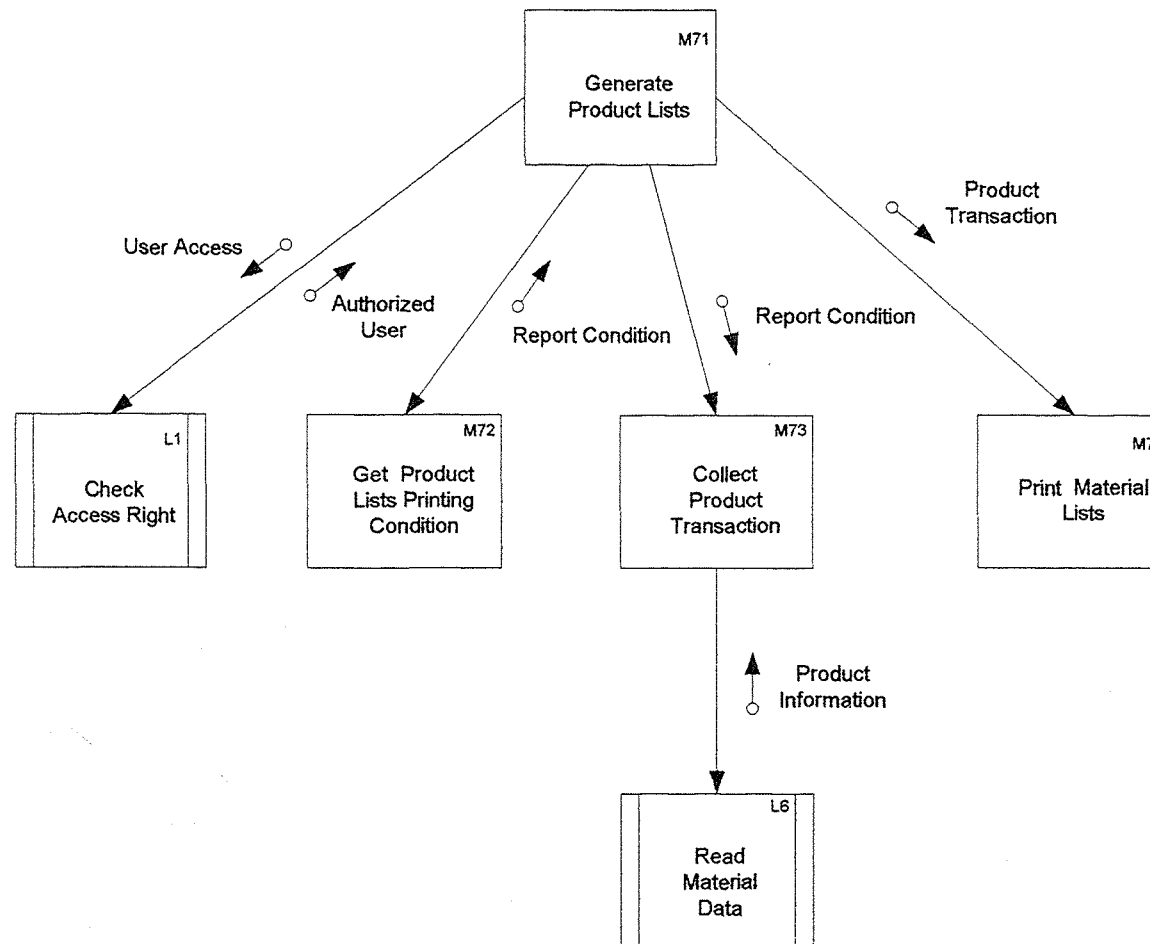 M71
Generate
Product Lists
Product
Transaction
User Access
Authorized
User
Report Condition
Report Condition
L1
Check
Access Right
M72
Get Product
Lists Printing
Condition
M73
Collect
Product
Transaction
Print Material
Lists
Product
Information
L6
Read
Material
Data